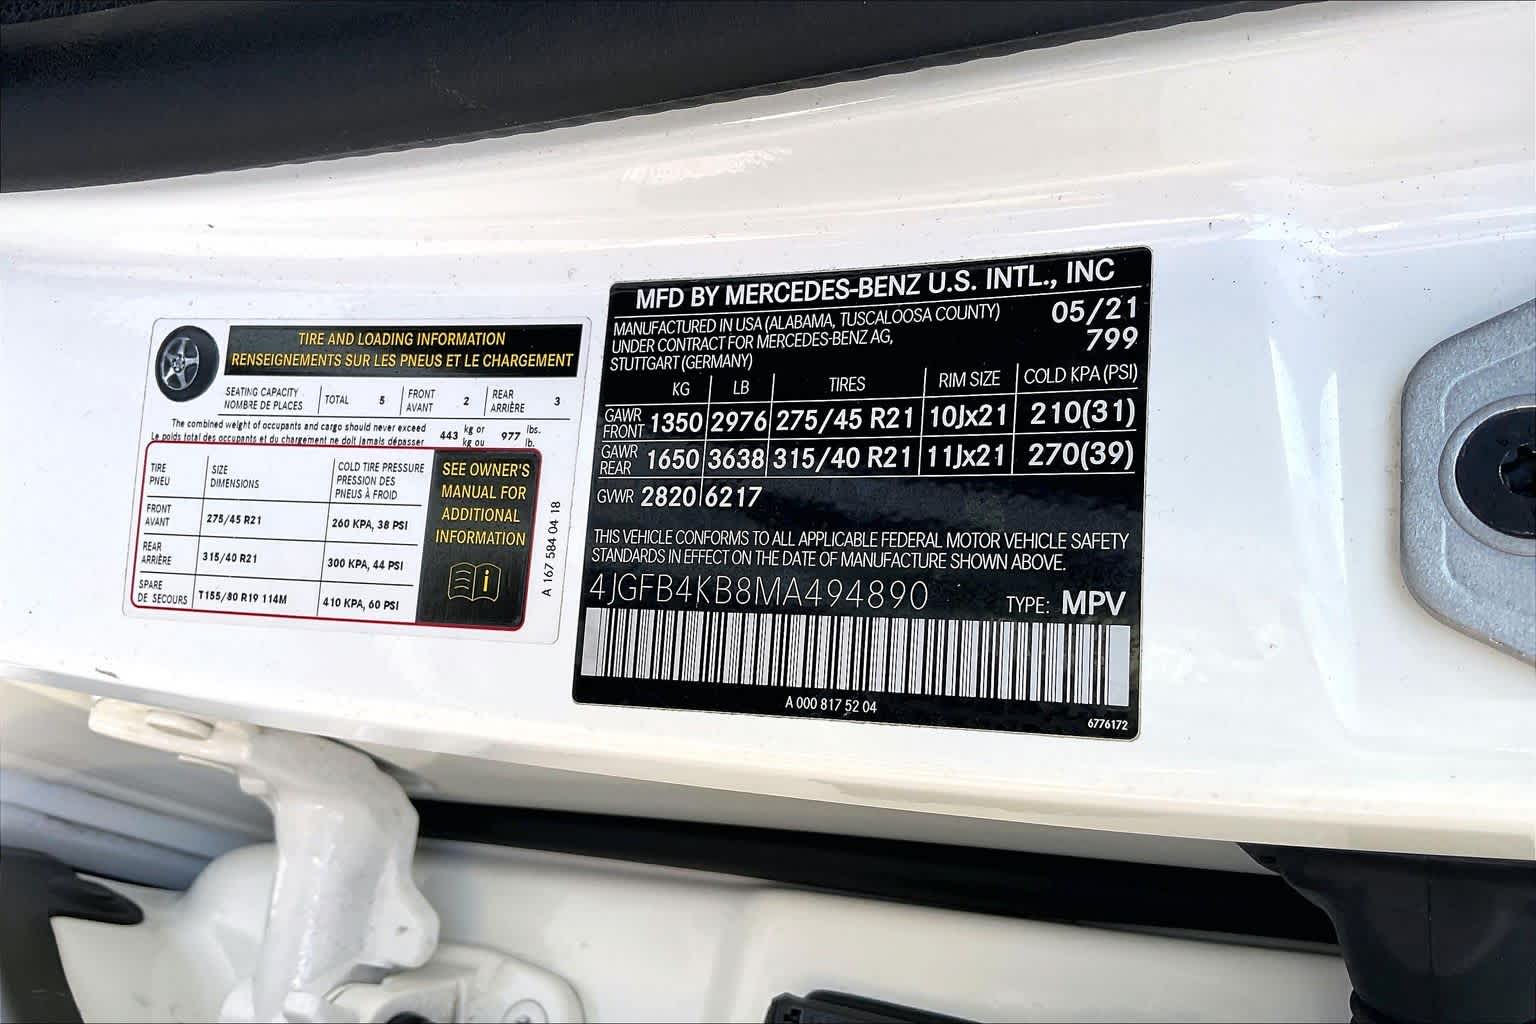 TIRE AND LOADING INFORMATION
RENSEIGNEMENTS SUR LES PNEUS ET LE CHARGEMENT
SEATING CAPACITY TOTAL 5 FRONT 2 REAR 3
NOMBRE DE PLACES AVANT ARRIÈRE
The combined weight of occupants and cargo should never exceed 443 kg or 977 lbs.
Le poids total des occupants et du chargement ne doit jamais dépasser kg ou lb.
TIRE SIZE COLD TIRE PRESSURE
PNEU DIMENSIONS PRESSION DES
PNEUS À FROID
FRONT 275/45 R21 260 KPA, 38 PSI
AVANT
REAR 315/40 R21 300 KPA, 44 PSI
ARRIÈRE
SPARE T155/80 R19 114M 410 KPA, 60 PSI
DE SECOURS
SEE OWNER'S
MANUAL FOR
ADDITIONAL
INFORMATION
i
A 167 584 04 18
MFD BY MERCEDES-BENZ U.S. INTL., INC
MANUFACTURED IN USA (ALABAMA, TUSCALOOSA COUNTY) 05/21
UNDER CONTRACT FOR MERCEDES-BENZ AG, 799
STUTTGART (GERMANY)
KG LB TIRES RIM SIZE COLD KPA (PSI)
GAWR FRONT 1350 2976 275/45 R21 10Jx21 210(31)
GAWR REAR 1650 3638 315/40 R21 11Jx21 270(39)
GVWR 2820 6217
THIS VEHICLE CONFORMS TO ALL APPLICABLE FEDERAL MOTOR VEHICLE SAFETY
STANDARDS IN EFFECT ON THE DATE OF MANUFACTURE SHOWN ABOVE.
4JGFB4KB8MA494890 TYPE: MPV
A 000 817 52 04
6776172